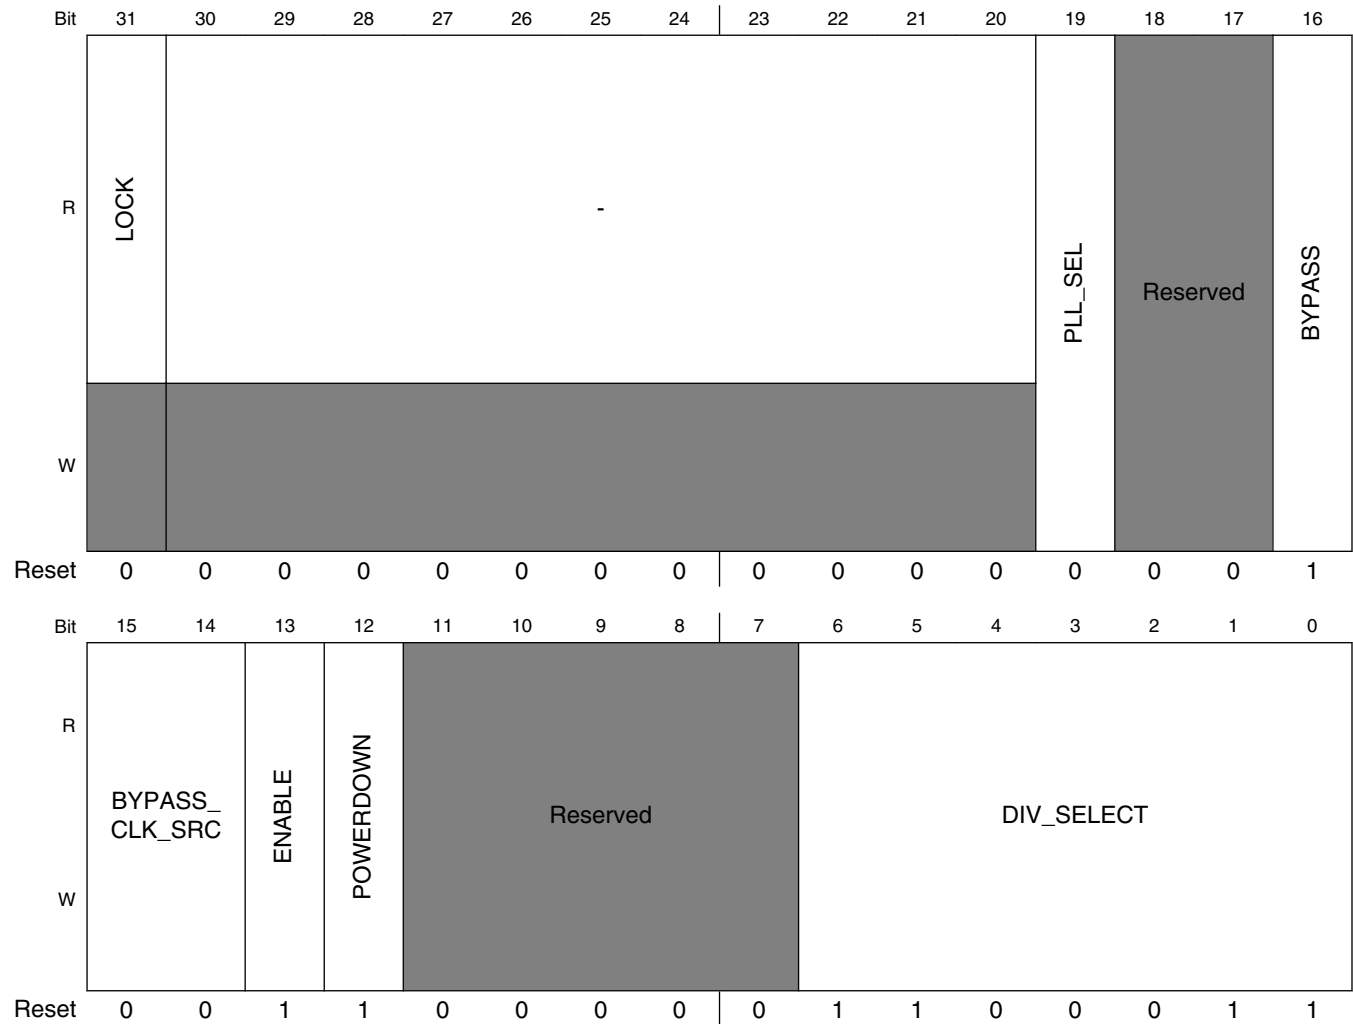 Bit 31 30 29 28 27 26 25 24 23 22 21 20 19 18 17 16
R LOCK - PLL_SEL Reserved BYPASS
W
Reset 0 0 0 0 0 0 0 0 0 0 0 0 0 0 0 1
Bit 15 14 13 12 11 10 9 8 7 6 5 4 3 2 1 0
R
BYPASS_
CLK_SRC ENABLE POWERDOWN Reserved DIV_SELECT
W
Reset 0 0 1 1 0 0 0 0 0 1 1 0 0 0 1 1